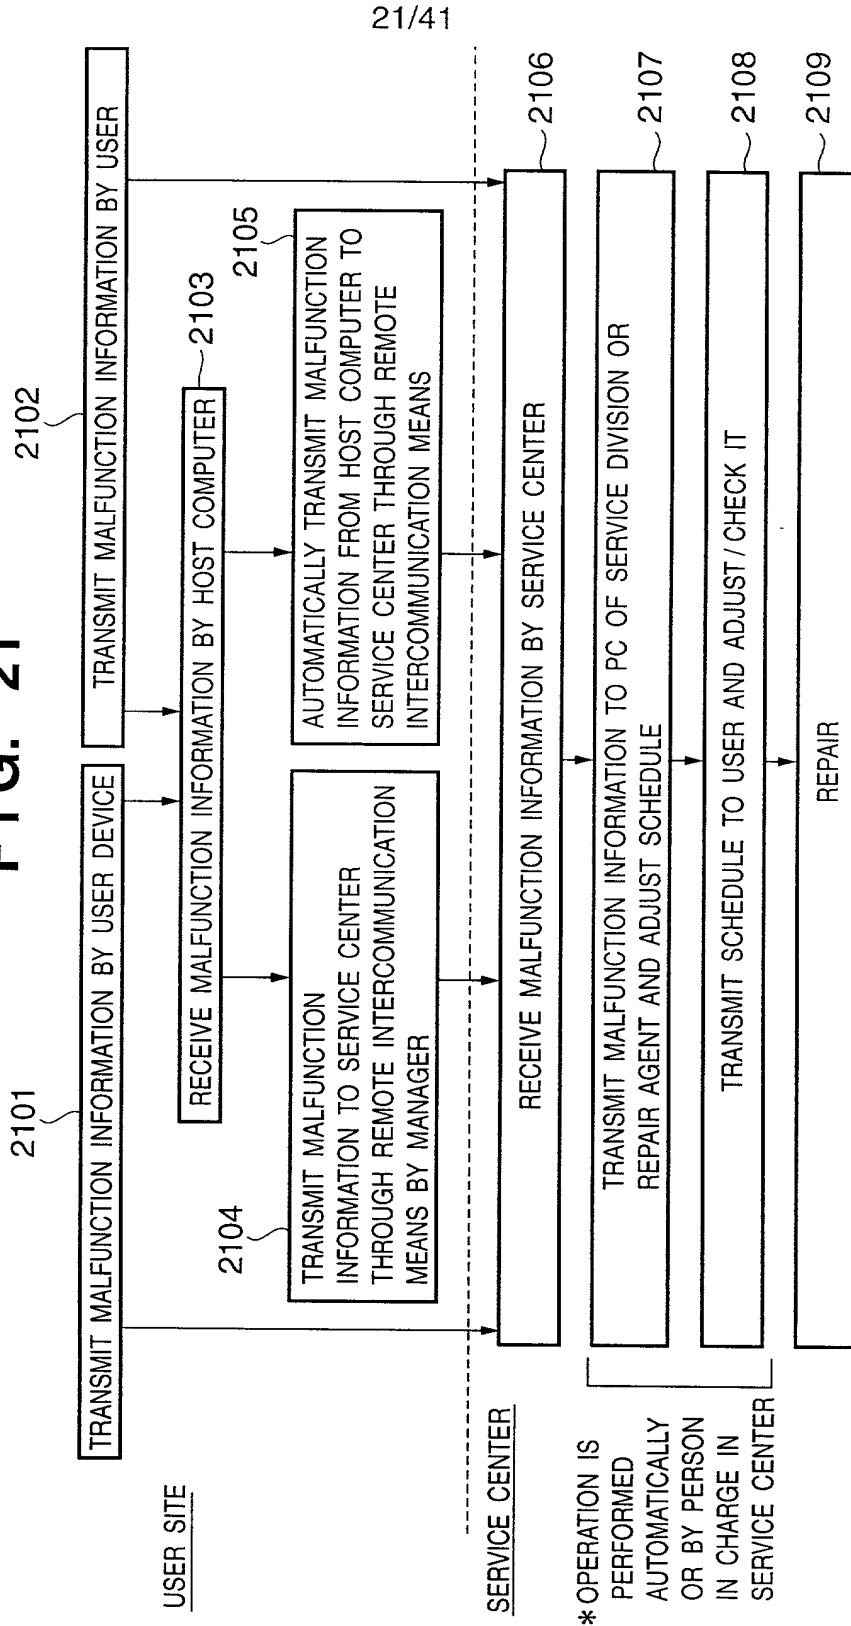 21/41
FIG. 21
2101
2102
TRANSMIT MALFUNCTION INFORMATION BY USER DEVICE
TRANSMIT MALFUNCTION INFORMATION BY USER
USER SITE
2103
RECEIVE MALFUNCTION INFORMATION BY HOST COMPUTER
2104
TRANSMIT MALFUNCTION
INFORMATION TO SERVICE CENTER
THROUGH REMOTE INTERCOMMUNICATION
MEANS BY MANAGER
2105
AUTOMATICALLY TRANSMIT MALFUNCTION
INFORMATION FROM HOST COMPUTER TO
SERVICE CENTER THROUGH REMOTE
INTERCOMMUNICATION MEANS
SERVICE CENTER
RECEIVE MALFUNCTION INFORMATION BY SERVICE CENTER
2106
*OPERATION IS
PERFORMED
AUTOMATICALLY
OR BY PERSON
IN CHARGE IN
SERVICE CENTER
TRANSMIT MALFUNCTION INFORMATION TO PC OF SERVICE DIVISION OR
REPAIR AGENT AND ADJUST SCHEDULE
2107
TRANSMIT SCHEDULE TO USER AND ADJUST/CHECK IT
2108
REPAIR
2109